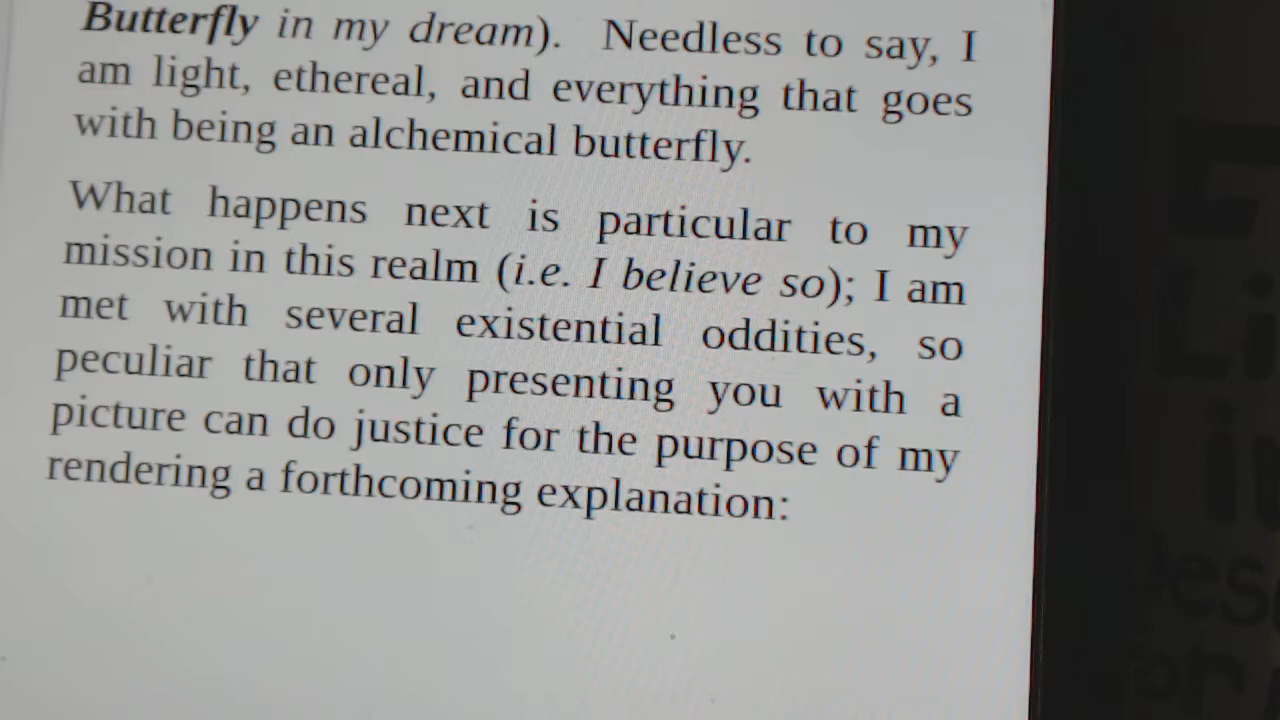 Butterfly in my dream). Needless to say, I
am light, ethereal, and everything that goes
with being an alchemical butterfly.
What happens next is particular to my
mission in this realm (i.e. I believe so); I am
met with several existential oddities, so
peculiar that only presenting you with a
picture can do justice for the purpose of my
rendering a forthcoming explanation: